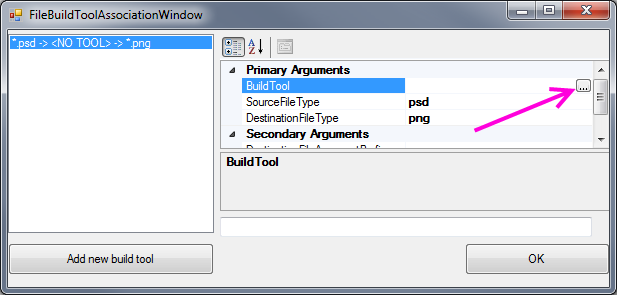 FileBuildToolAssociationWindow
*.psd -> <NO TOOL> -> *.png
Primary Arguments
BuildTool
...
SourceFileType psd
DestinationFileType png
Secondary Arguments
BuildTool
Add new build tool
OK